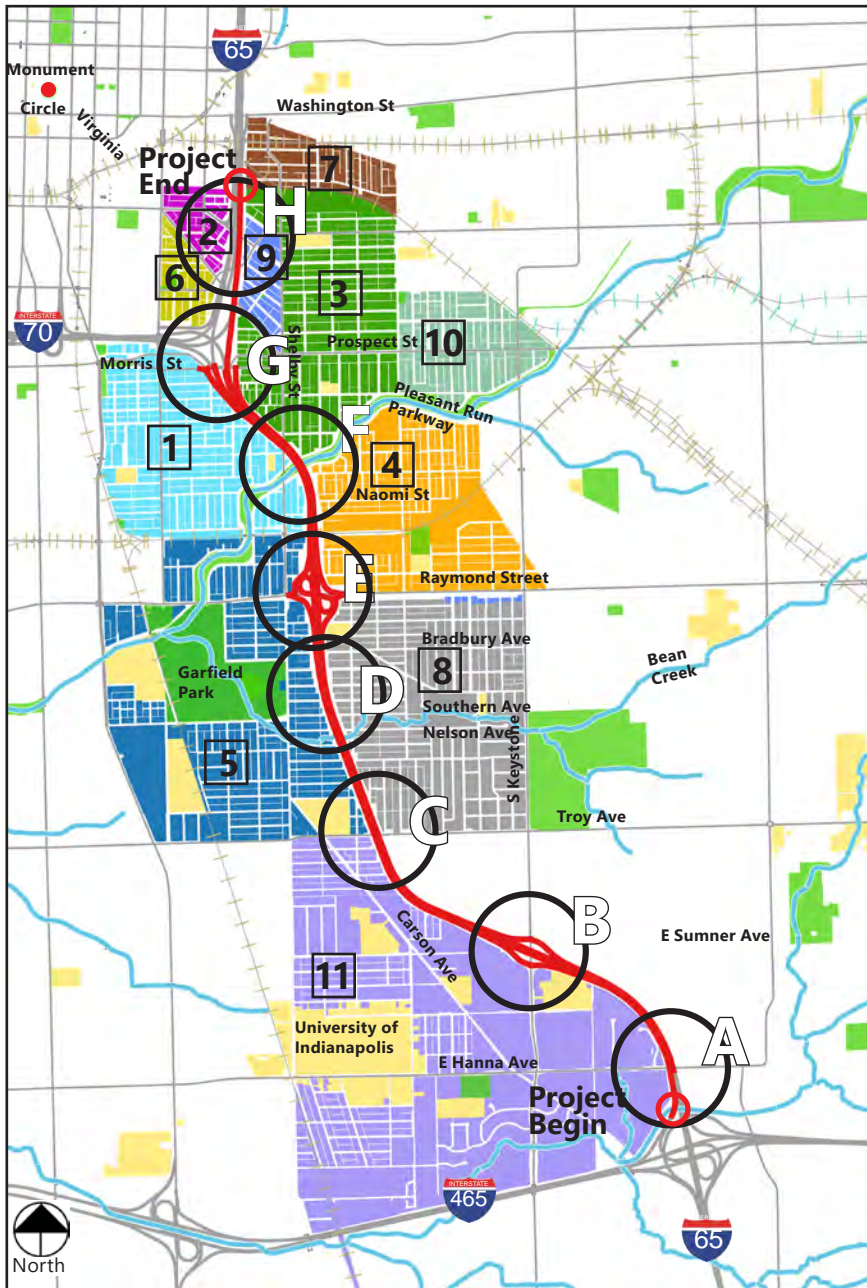 65
Monument
Circle
Virginia
Washington St
Project
End
7
H
2
9
6
3
INTERSTATE
70
Shelby St
Prospect St
10
Morris St
G
Pleasant Run
Parkway
F
1
4
Naomi St
E
Raymond Street
Bradbury Ave
Bean
Creek
Garfield
Park
8
D
Southern Ave
Nelson Ave
S Keystone
5
C
Troy Ave
B
Carson Ave
E Sumner Ave
11
University of
Indianapolis
A
E Hanna Ave
Project
Begin
INTERSTATE
465
65
North